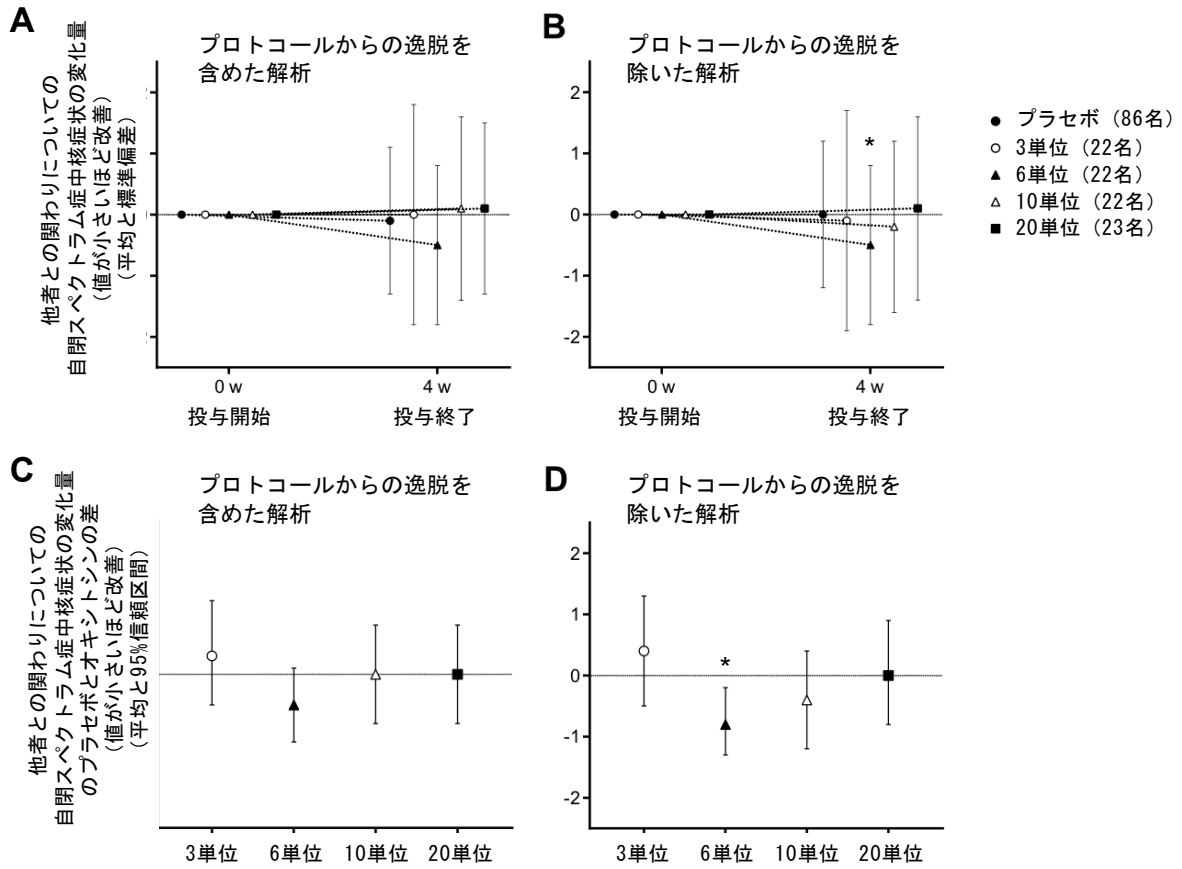 A
プロトコールからの逸脱を
含めた解析
他者との関わりについての
自閉スペクトラム症中核症状の変化量
(値が小さいほど改善)
(平均と標準偏差)
0 w
4 w
投与開始
投与終了
B
プロトコールからの逸脱を
除いた解析
2
1
0
-1
-2
*
0 w
4 w
投与開始
投与終了
プラセボ (86名)
3単位 (22名)
6単位 (22名)
10単位 (22名)
20単位 (23名)
C
プロトコールからの逸脱を
含めた解析
他者との関わりについての
自閉スペクトラム症中核症状の変化量
のプラセボとオキシトシンの差
(値が小さいほど改善)
(平均と95%信頼区間)
3単位
6単位
10単位
20単位
D
プロトコールからの逸脱を
除いた解析
2
1
0
-1
-2
*
3単位
6単位
10単位
20単位